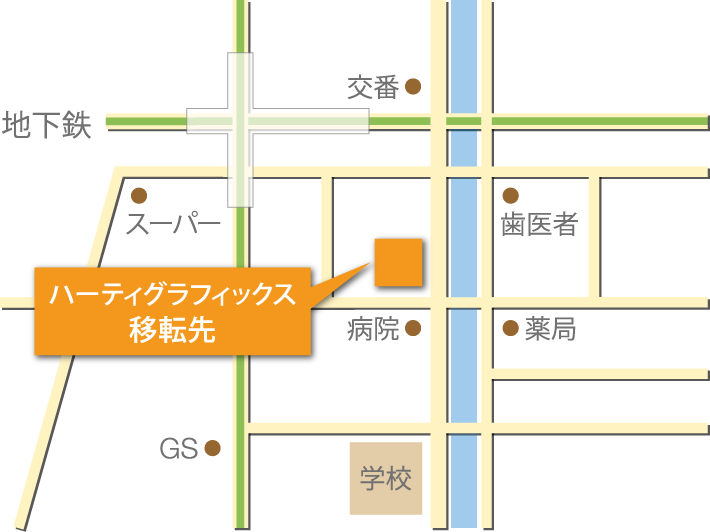 交番
地下鉄
スーパー
歯医者
ハーティグラフィックス
移転先
病院
薬局
GS
学校